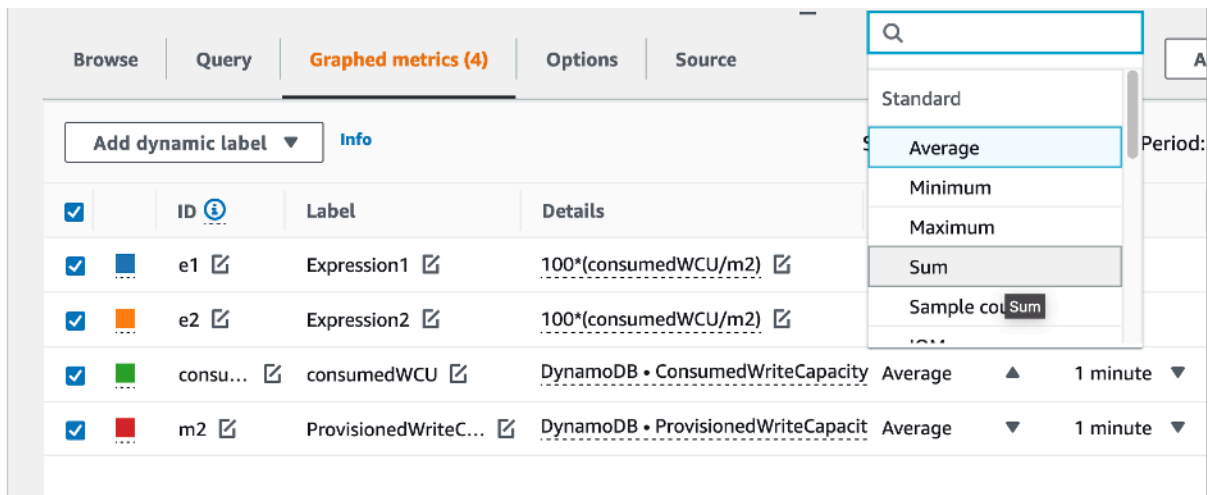 Browse Query Graphed metrics (4) Options Source
Add dynamic label Info Period:
ID Label Details
e1 Expression1 100*(consumedWCU/m2)
e2 Expression2 100*(consumedWCU/m2)
consu... consumedWCU DynamoDB • ConsumedWriteCapacity Average 1 minute
m2 ProvisionedWriteC... DynamoDB • ProvisionedWriteCapacit Average 1 minute
Standard
Average
Minimum
Maximum
Sum
Sample cou
Sum